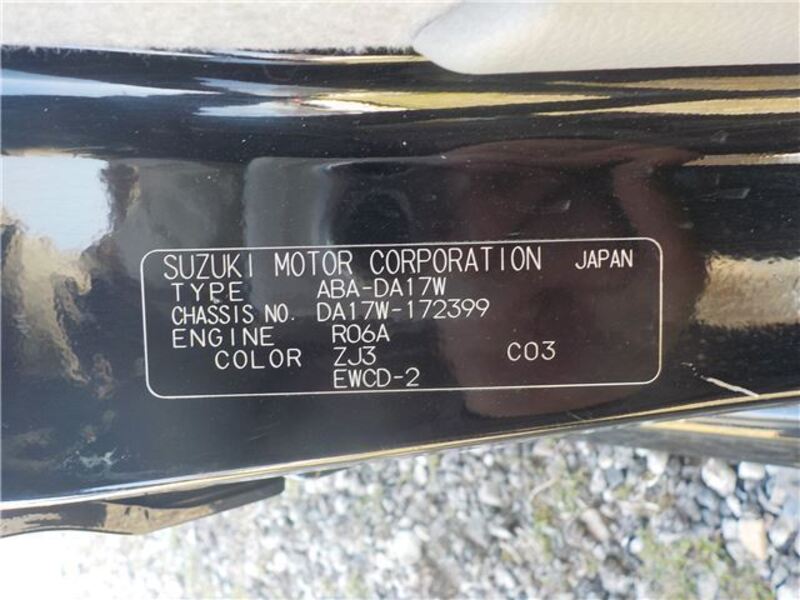 SUZUKI MOTOR CORPORATION JAPAN
TYPE ABA-DA17W
CHASSIS NO. DA17W-172399
ENGINE R06A
COLOR ZJ3 C03
EWCD-2